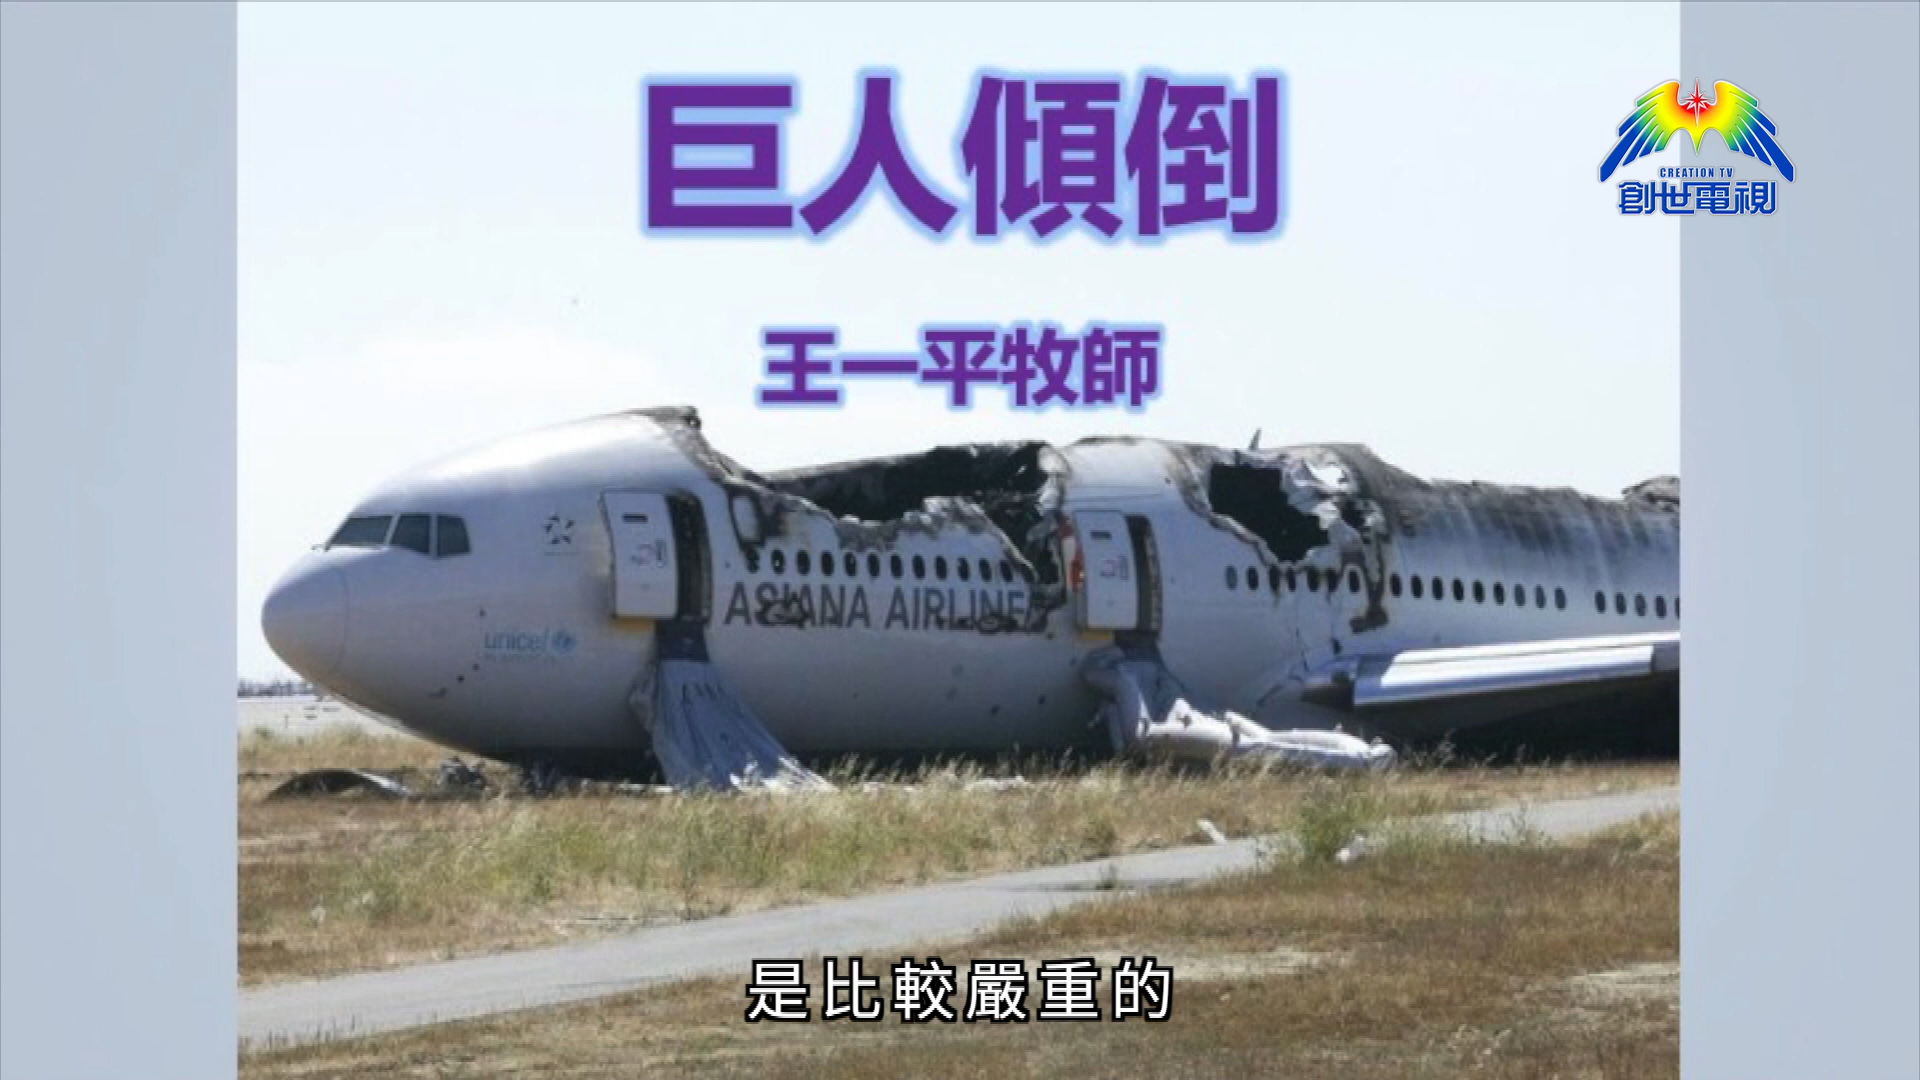 巨人傾倒
CREATION TV
創世電視
王一平牧師
ASIANA AIRLINES
unicef
是比較嚴重的